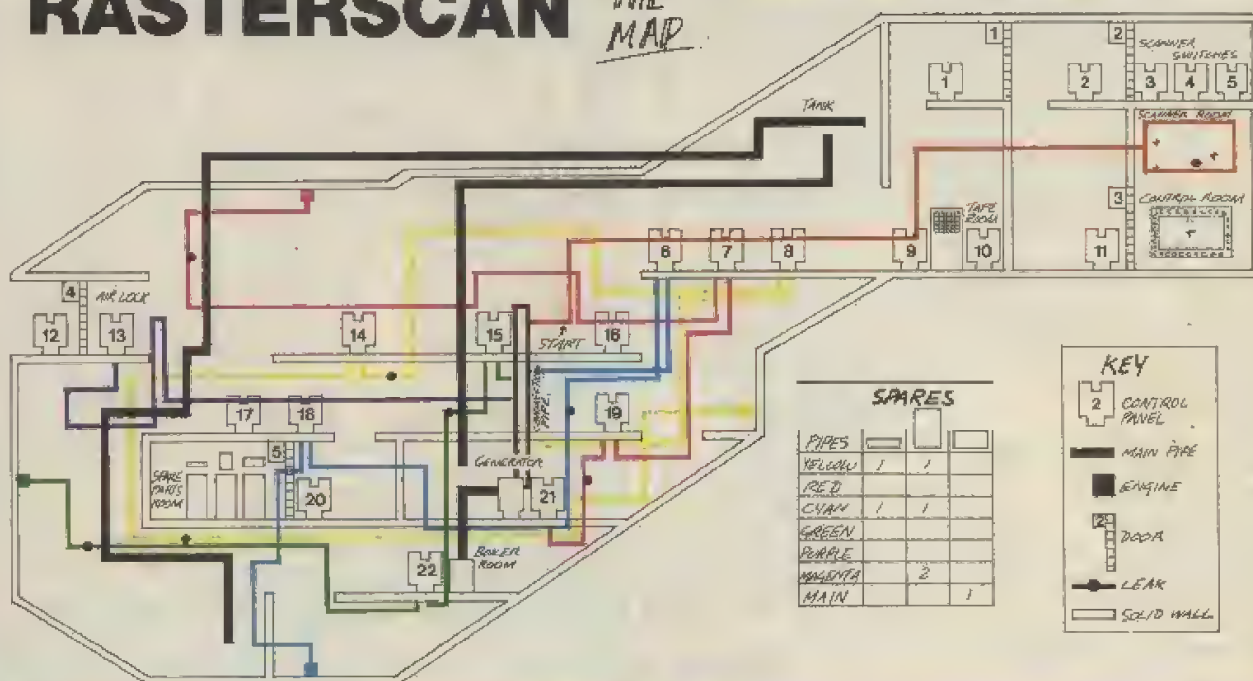 RASTERSCAN
THE
MAP
1
2
SCANNER
SWITCHES
1
2
3
4
5
TANK
SCANNER ROOM
3
CONTROL ROOM
TAPE
ROOM
6
7
8
9
10
11
4
AIR LOCK
12
13
14
15
START
16
CONNECTION PIPE
17
18
19
5
SPARE
PARTS
ROOM
GENERATOR
20
21
22
BOILER
ROOM
SPARES
PIPES
YELLOW 1 1
RED
CYAN 1 1
GREEN
PURPLE
MAGENTA 2
MAIN 1
KEY
2 CONTROL
PANEL
MAIN PIPE
ENGINE
2 DOOR
LEAK
SOLID WALL